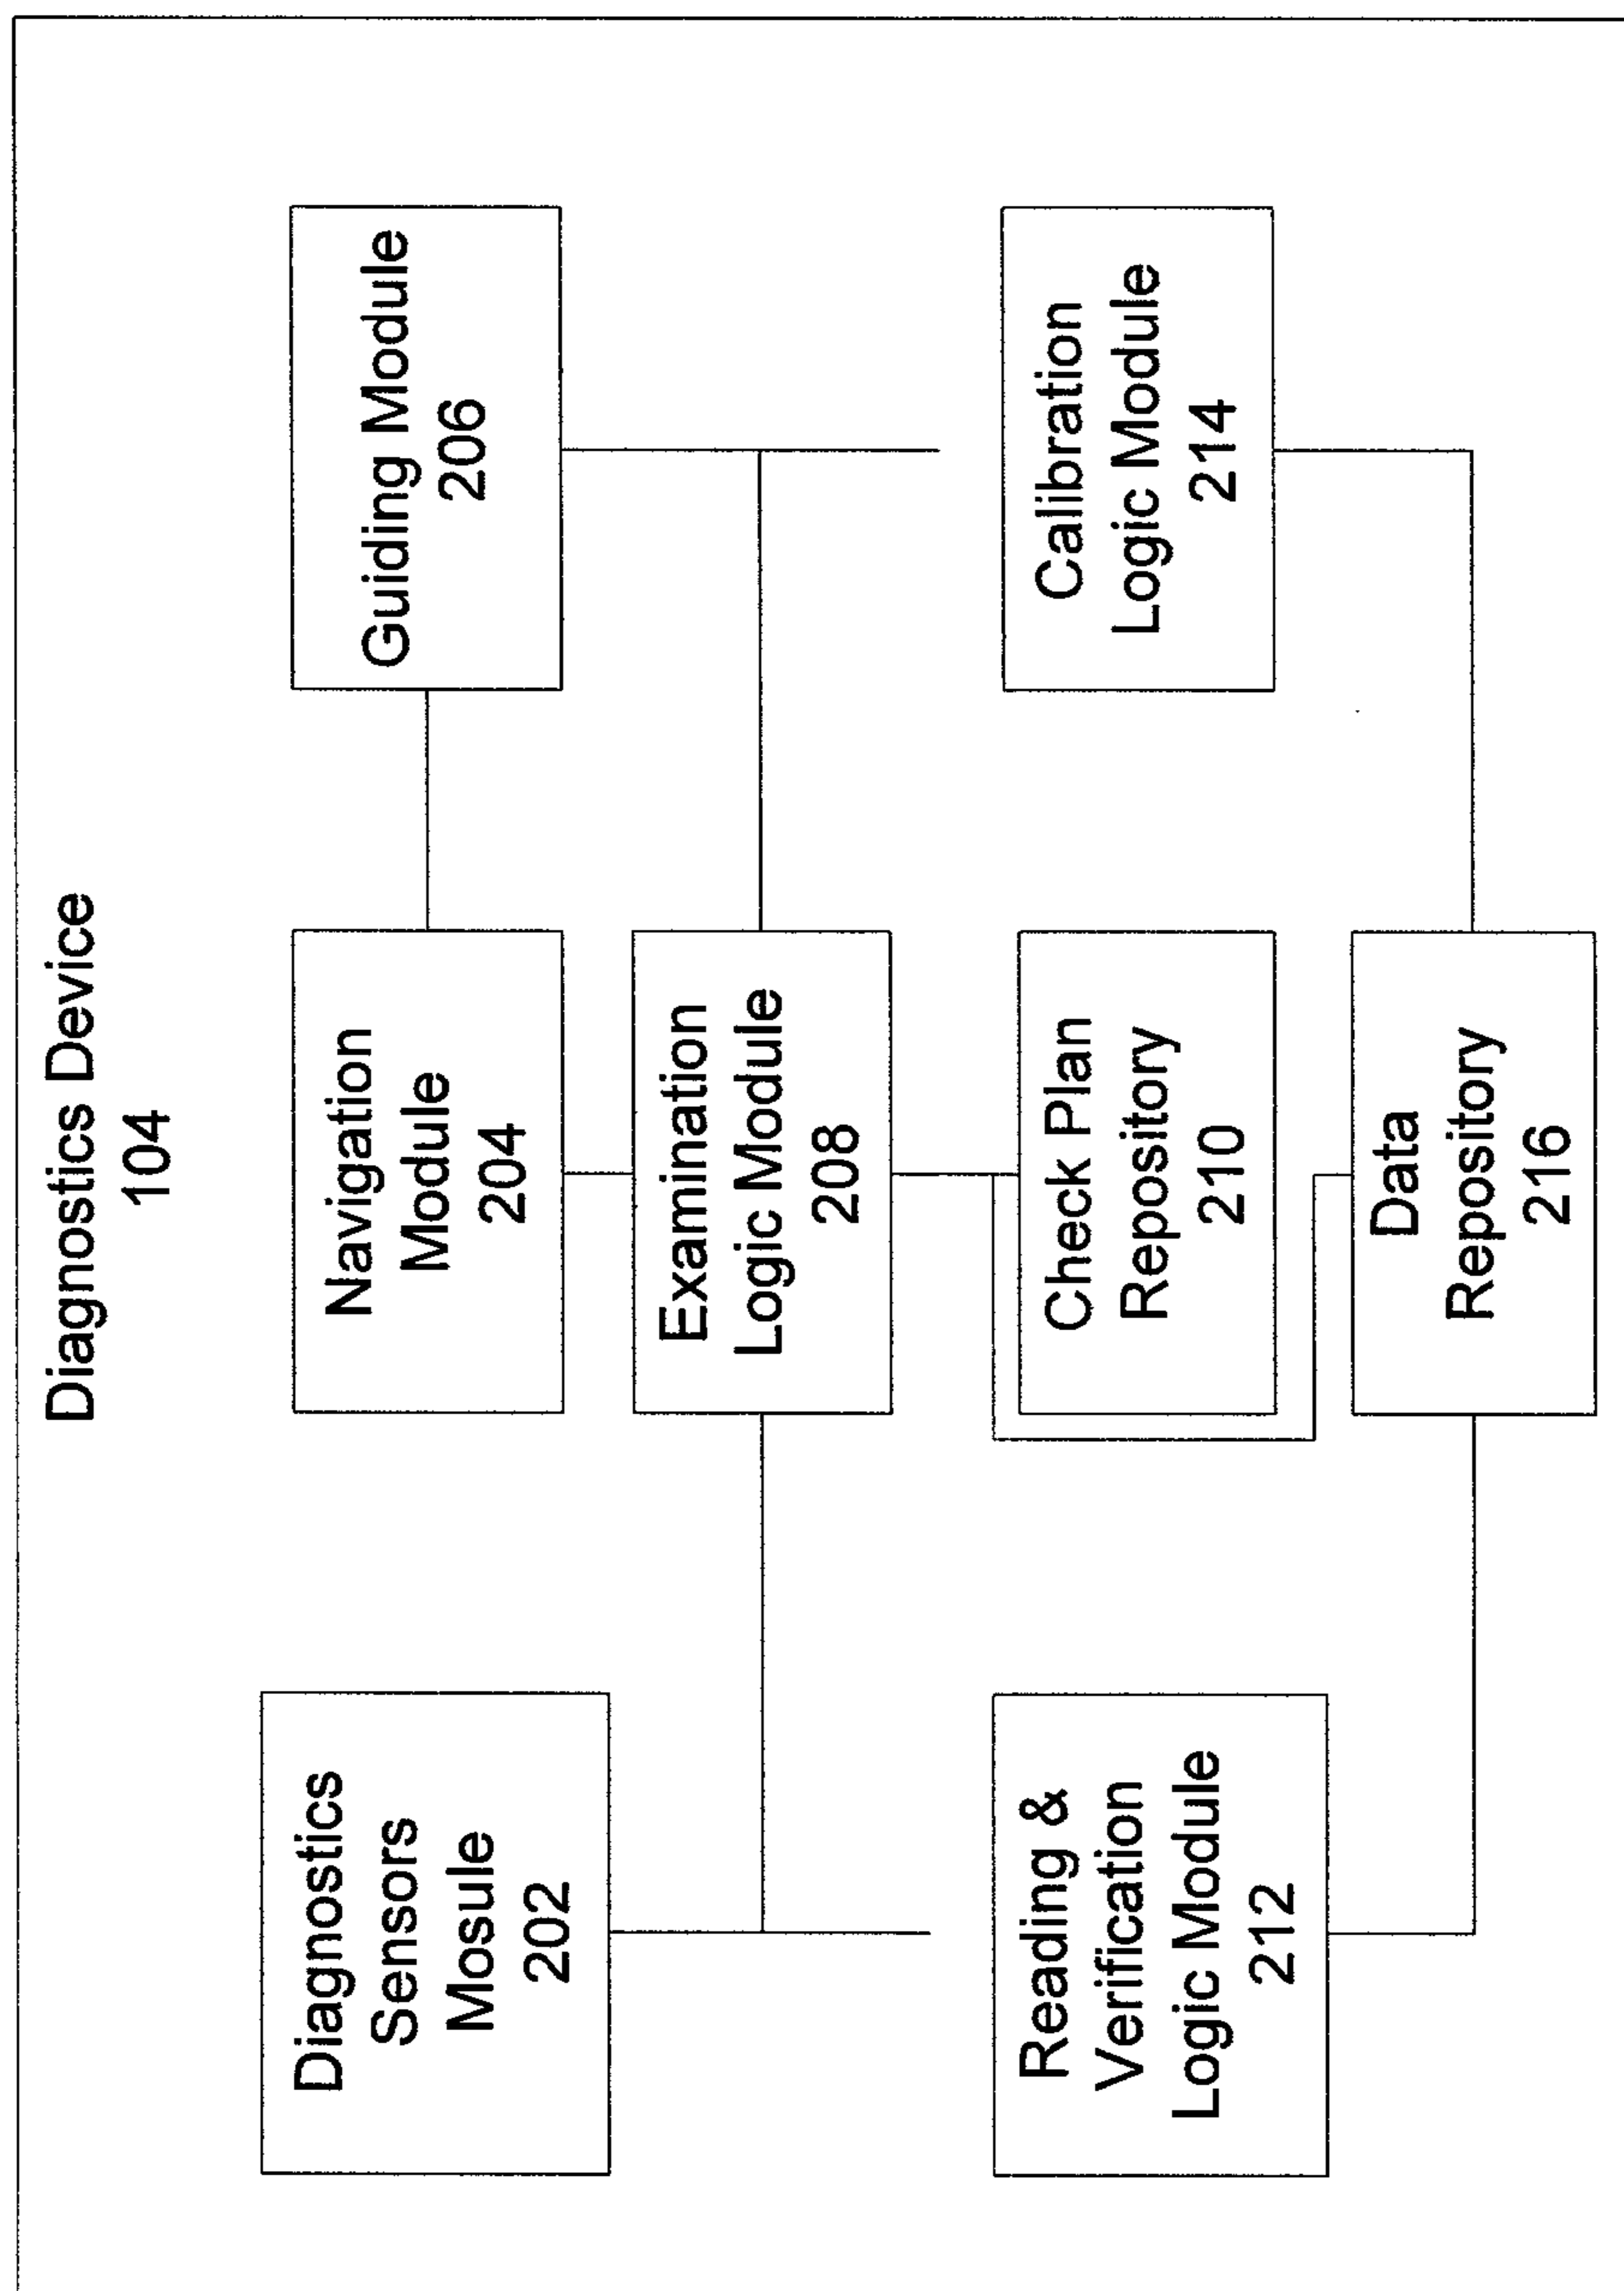 Diagnostics Device
104
Diagnostics
Sensors
Mosule
202
Navigation
Module
204
Guiding Module
206
Examination
Logic Module
208
Reading &
Verification
Logic Module
212
Check Plan
Repository
210
Calibration
Logic Module
214
Data
Repository
216